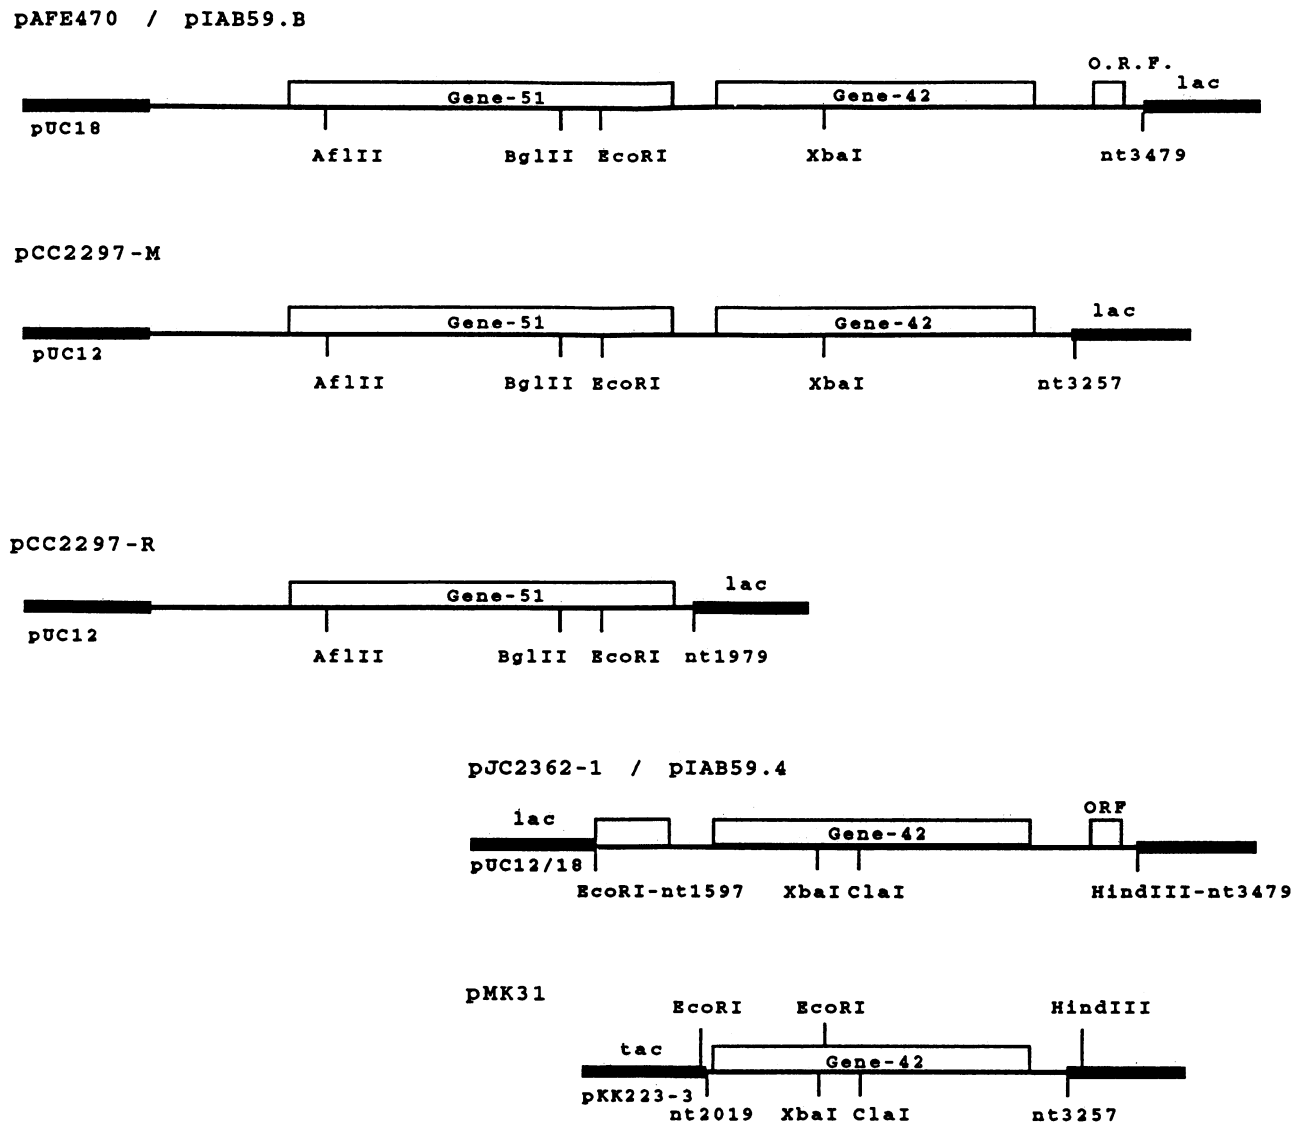 pAFE470 / pIAB59.B
O.R.F.
lac
Gene-51
Gene-42
pUC18
AflII
BglII
EcoRI
XbaI
nt3479
pCC2297-M
lac
Gene-51
Gene-42
pUC12
AflII
BglII
EcoRI
XbaI
nt3257
pCC2297-R
lac
Gene-51
pUC12
AflII
BglII
EcoRI
nt1979
pJC2362-1 / pIAB59.4
lac
ORF
Gene-42
pUC12/18
EcoRI-nt1597
XbaI
ClaI
HindIII-nt3479
pMK31
EcoRI
EcoRI
HindIII
tac
Gene-42
pKK223-3
nt2019
XbaI
ClaI
nt3257